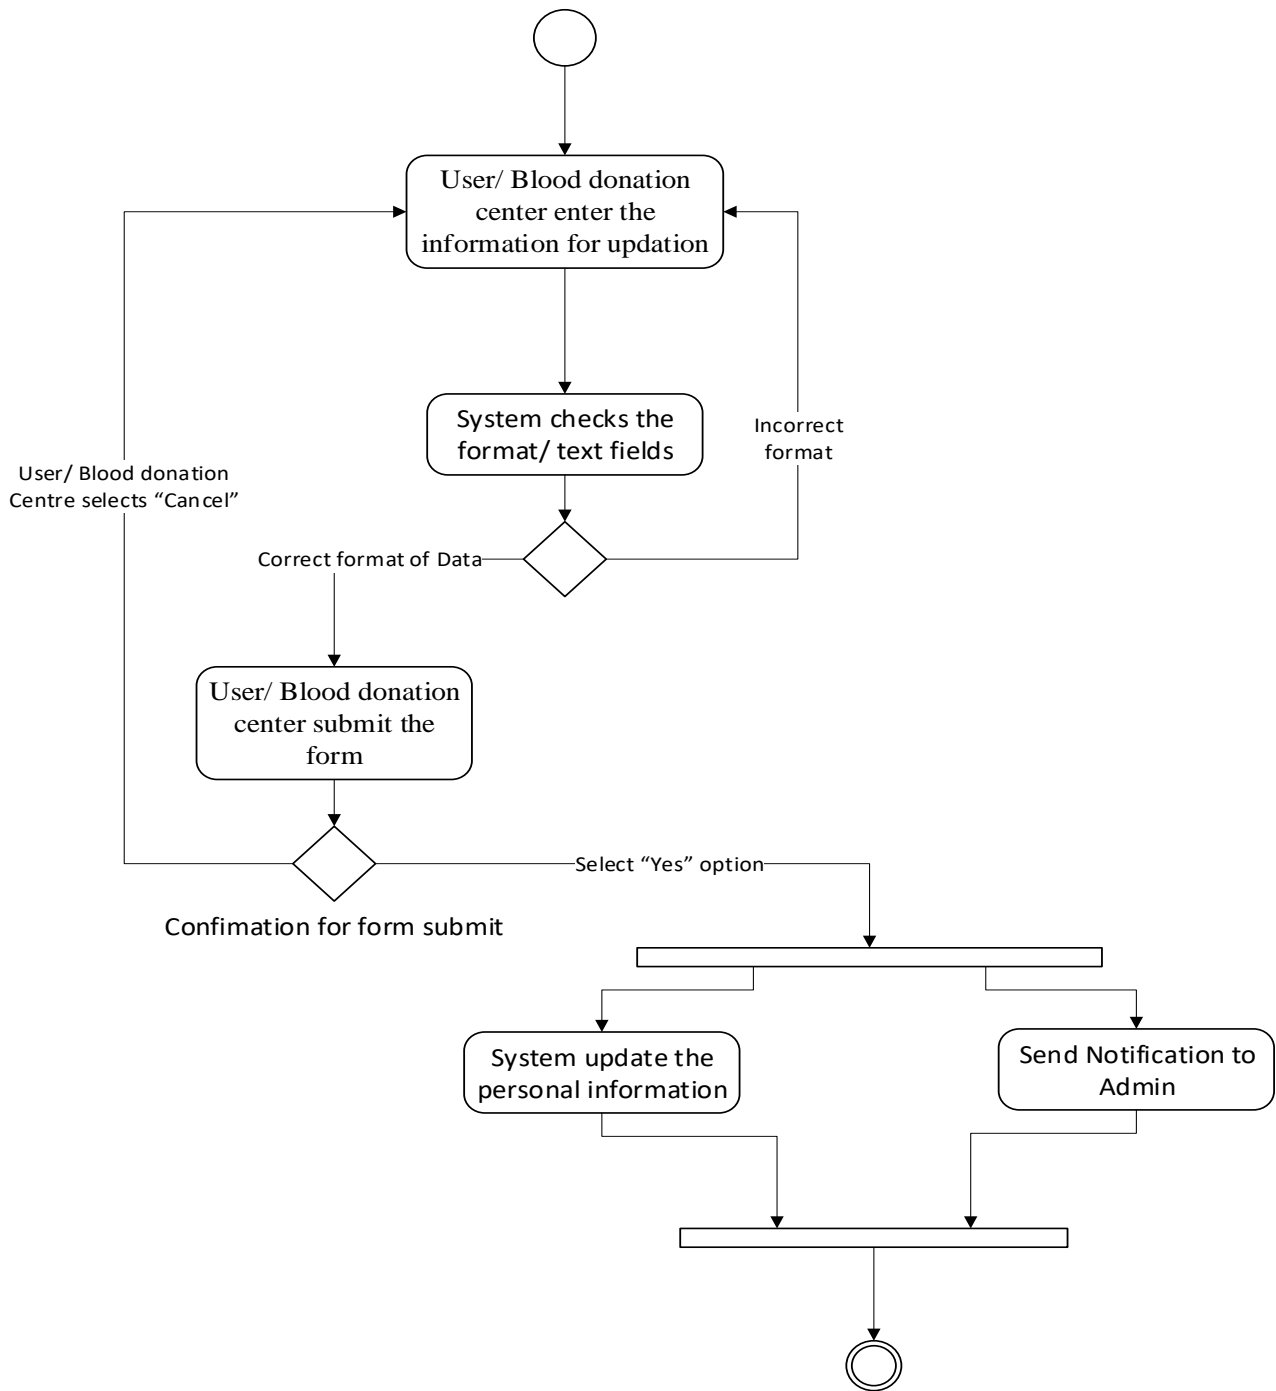 User/ Blood donation
center enter the
information for updation
System checks the
format/ text fields
Incorrect
format
User/ Blood donation
Centre selects “Cancel”
Correct format of Data
User/ Blood donation
center submit the
form
Select “Yes” option
Confimation for form submit
System update the
personal information
Send Notification to
Admin